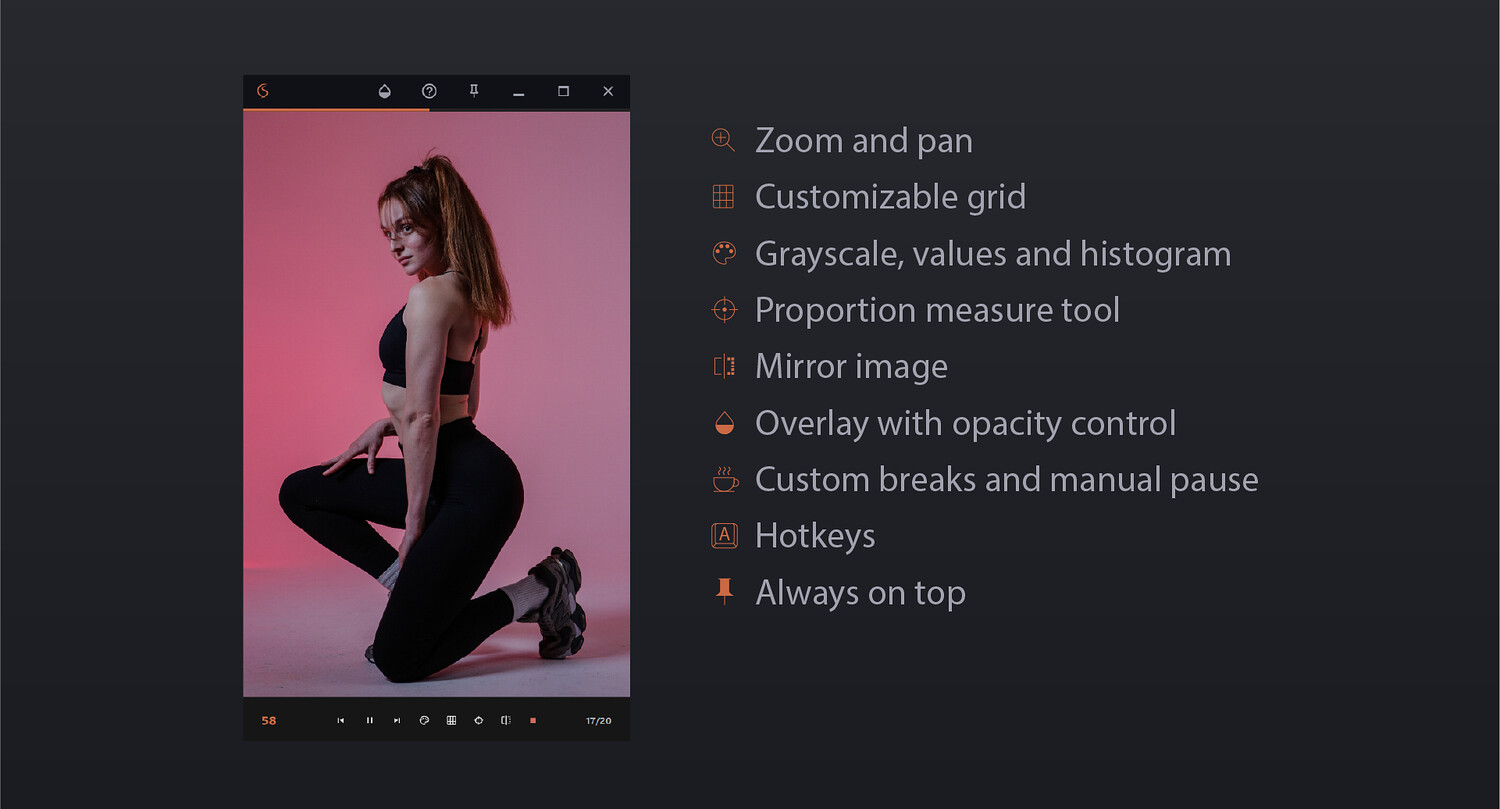 Zoom and pan
Customizable grid
Grayscale, values and histogram
Proportion measure tool
Mirror image
Overlay with opacity control
Custom breaks and manual pause
A Hotkeys
Always on top
58
17/20